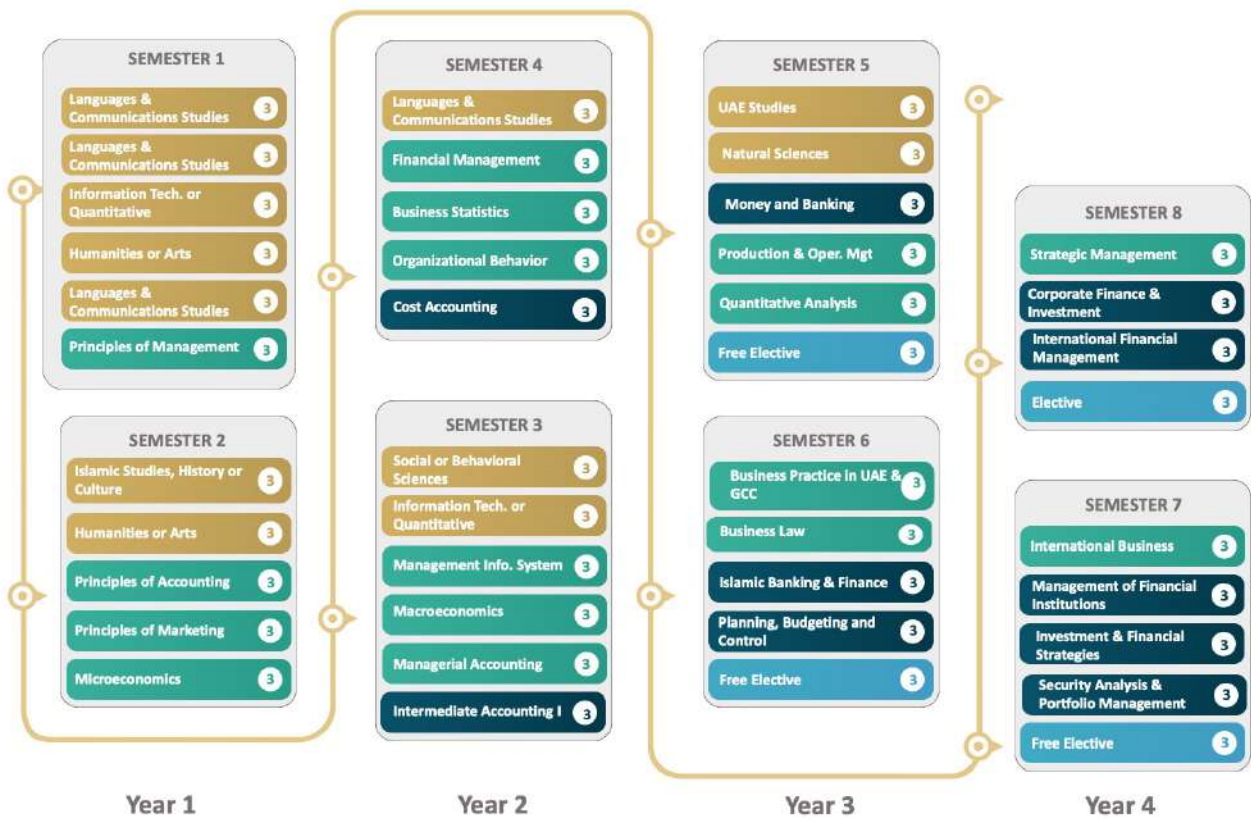 SEMESTER 1
Languages &
Communications Studies 3
Languages &
Communications Studies 3
Information Tech. or
Quantitative 3
Humanities or Arts 3
Languages &
Communications Studies 3
Principles of Management 3
SEMESTER 2
Islamic Studies, History or
Culture 3
Humanities or Arts 3
Principles of Accounting 3
Principles of Marketing 3
Microeconomics 3
Year 1
SEMESTER 4
Languages &
Communications Studies 3
Financial Management 3
Business Statistics 3
Organizational Behavior 3
Cost Accounting 3
SEMESTER 3
Social or Behavioral
Sciences 3
Information Tech. or
Quantitative 3
Management Info. System 3
Macroeconomics 3
Managerial Accounting 3
Intermediate Accounting I 3
Year 2
SEMESTER 5
UAE Studies 3
Natural Sciences 3
Money and Banking 3
Production & Oper. Mgt 3
Quantitative Analysis 3
Free Elective 3
SEMESTER 6
Business Practice in UAE &
GCC 3
Business Law 3
Islamic Banking & Finance 3
Planning, Budgeting and
Control 3
Free Elective 3
Year 3
SEMESTER 8
Strategic Management 3
Corporate Finance &
Investment 3
International Financial
Management 3
Elective 3
SEMESTER 7
International Business 3
Management of Financial
Institutions 3
Investment & Financial
Strategies 3
Security Analysis &
Portfolio Management 3
Free Elective 3
Year 4